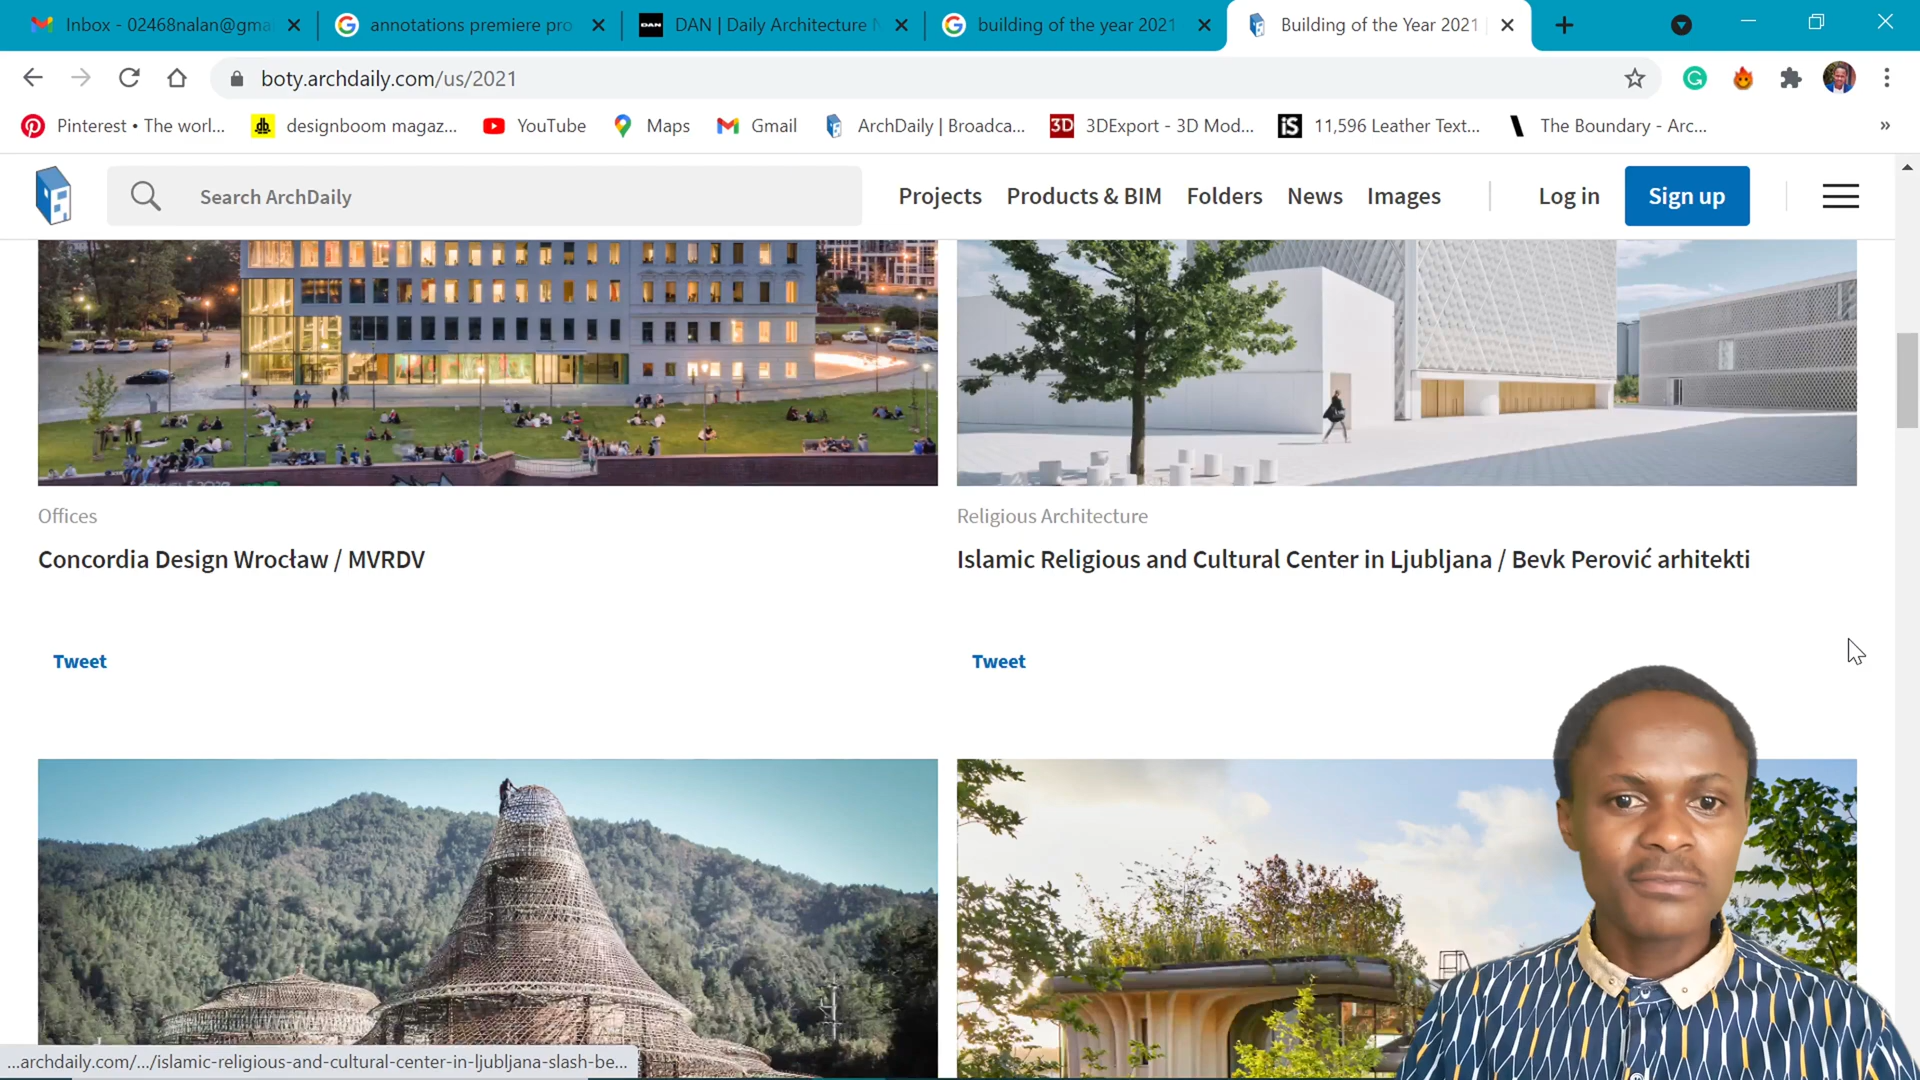 Inbox - 02468nalan@gma
annotations premiere pro
DAN | Daily Architecture N
building of the year 2021
Building of the Year 2021 |
boty.archdaily.com/us/2021
Pinterest • The worl...
designboom magaz...
YouTube
Maps
Gmail
ArchDaily | Broadca...
3D
3DExport - 3D Mod...
iS
11,596 Leather Text...
The Boundary - Arc...
»
Search ArchDaily
Projects
Products & BIM
Folders
News
Images
Log in
Sign up
Offices
Concordia Design Wrocław / MVRDV
Tweet
Religious Architecture
Islamic Religious and Cultural Center in Ljubljana / Bevk Perović arhitekti
Tweet
...archdaily.com/.../islamic-religious-and-cultural-center-in-ljubljana-slash-be...